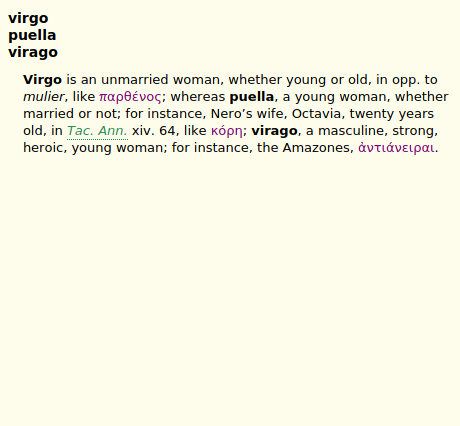 virgo
puella
virago
Virgo is an unmarried woman, whether young or old, in opp. to
mulier, like παρθένος; whereas puella, a young woman, whether
married or not; for instance, Nero’s wife, Octavia, twenty years
old, in Tac. Ann. xiv. 64, like κόρη; virago, a masculine, strong,
heroic, young woman; for instance, the Amazones, ἀντιάνειραι.